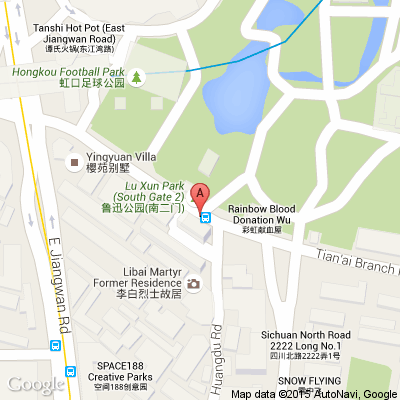 Tanshi Hot Pot (East
Jiangwan Road)
谭氏火锅(东江湾路)
Hongkou Football Park
虹口足球公园
Yingyuan Villa
樱苑别墅
Lu Xun Park
(South Gate 2)
鲁迅公园(南二门)
A
Rainbow Blood
Donation Wu
彩虹献血屋
Tian'ai Branch
E Jiangwan Rd
Libai Martyr
Former Residence
李白烈士故居
Huangdu Rd
Sichuan North Road
2222 Long No.1
四川北路2222弄1号
SPACE188
Creative Parks
空间188创意园
SNOW FLYING
Google
Map data ©2015 AutoNavi, Google